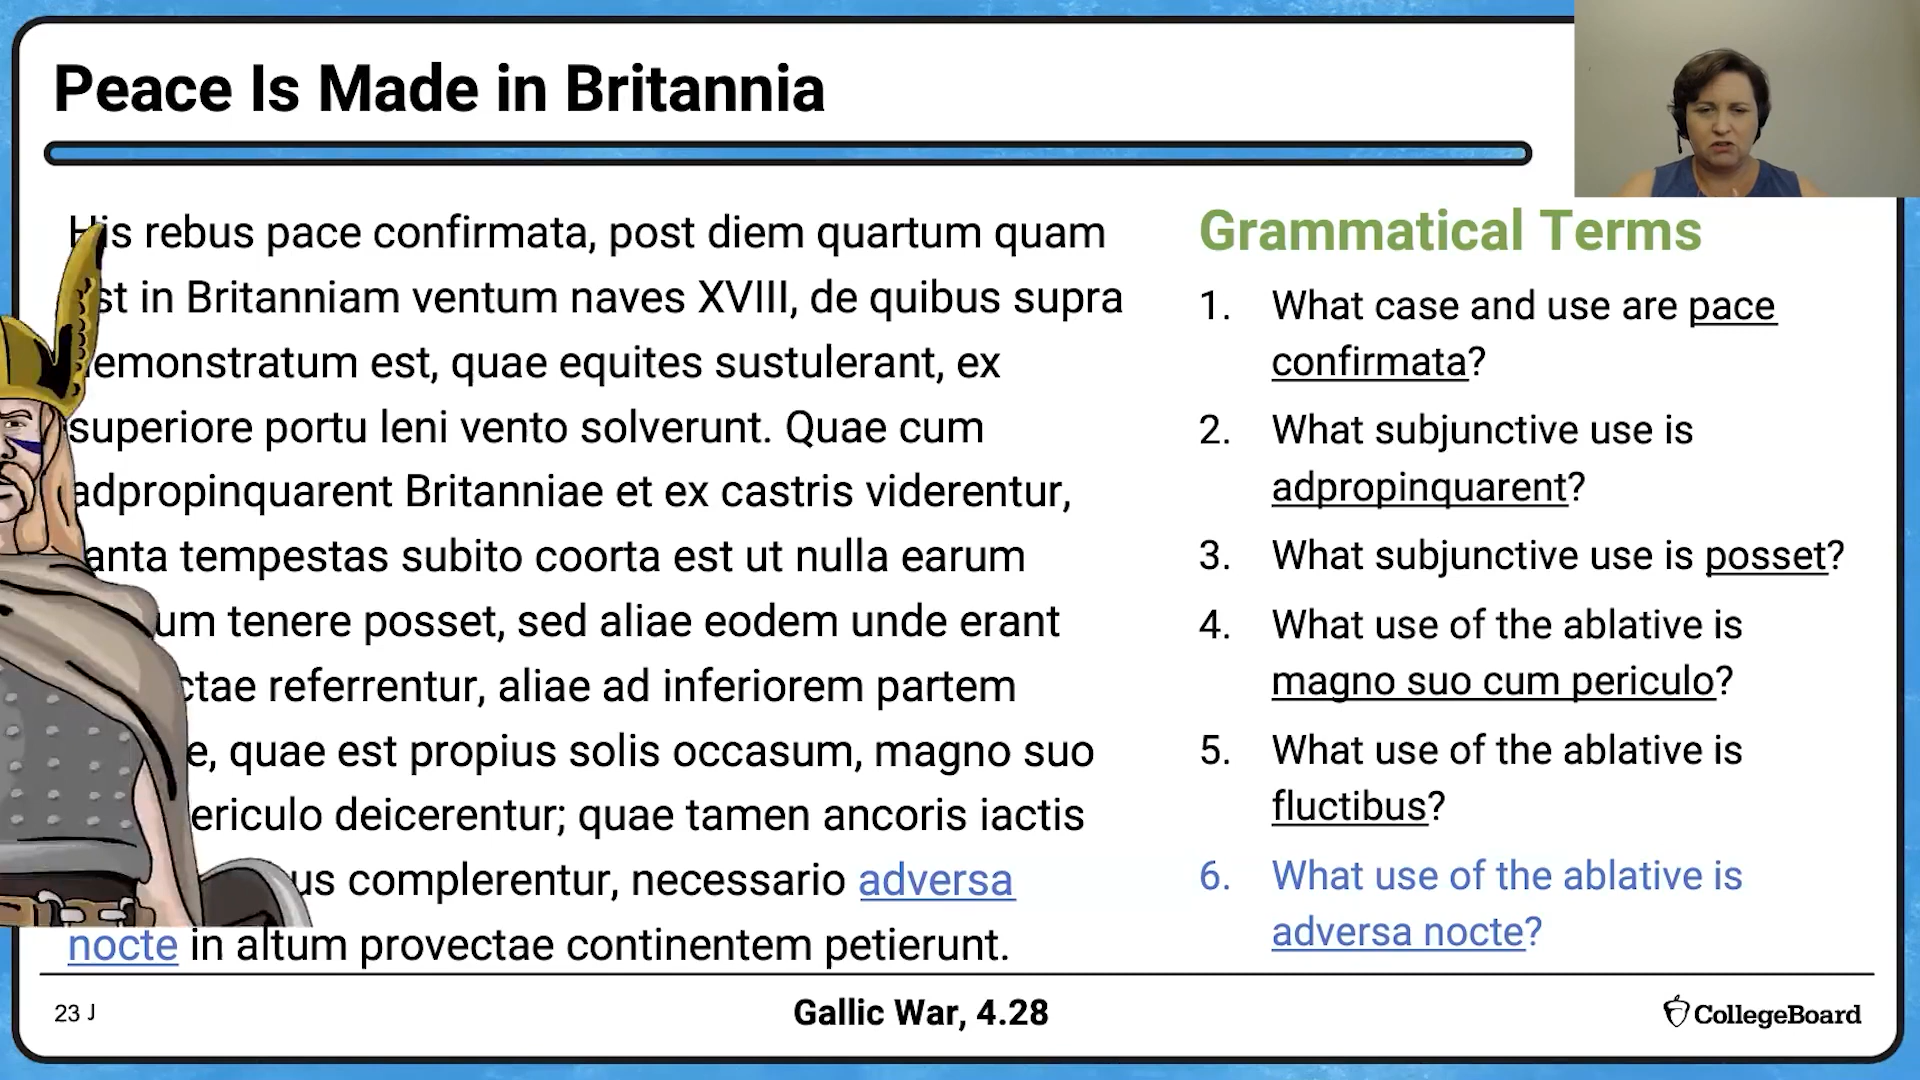 Peace Is Made in Britannia
His rebus pace confirmata, post diem quartum quam
st in Britanniam ventum naves XVIII, de quibus supra
emonstratum est, quae equites sustulerant, ex
superiore portu leni vento solverunt. Quae cum
adpropinquarent Britanniae et ex castris viderentur,
anta tempestas subito coorta est ut nulla earum
um tenere posset, sed aliae eodem unde erant
ctae referrentur, aliae ad inferiorem partem
e, quae est propius solis occasum, magno suo
ericulo deicerentur; quae tamen ancoris iactis
us complerentur, necessario adversa
nocte in altum provectae continentem petierunt.
Grammatical Terms
1. What case and use are pace
confirmata?
2. What subjunctive use is
adpropinquarent?
3. What subjunctive use is posset?
4. What use of the ablative is
magno suo cum periculo?
5. What use of the ablative is
fluctibus?
6. What use of the ablative is
adversa nocte?
23 J
Gallic War, 4.28
CollegeBoard